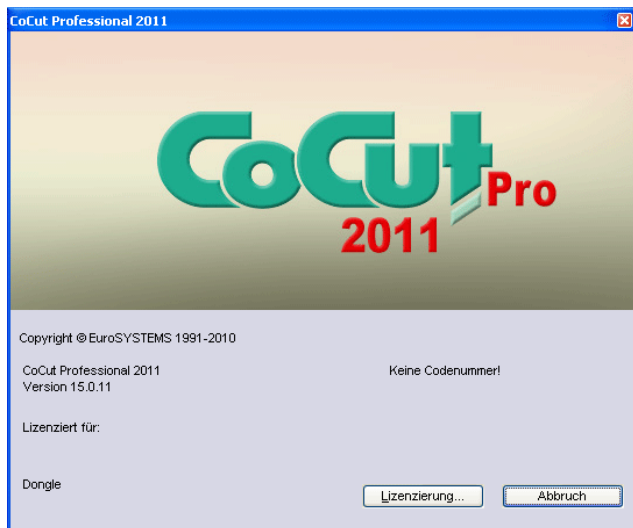 CoCut Professional 2011
CoCut Pro
2011
Copyright © EuroSYSTEMS 1991-2010
CoCut Professional 2011
Keine Codenummer!
Version 15.0.11
Lizenziert für:
Dongle
Lizenzierung...
Abbruch